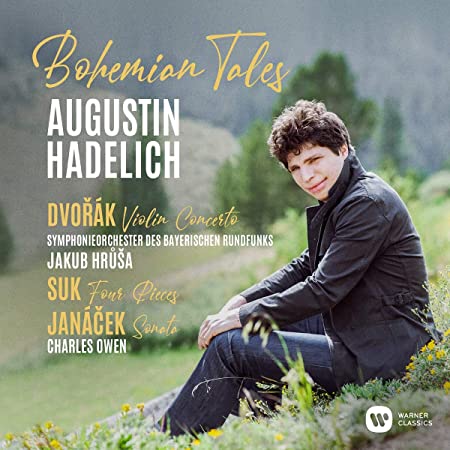 Bohemian Tales
AUGUSTIN
HADELICH
DVOŘÁK Violin Concerto
SYMPHONIEORCHESTER DES BAYERISCHEN RUNDFUNKS
JAKUB HRŮŠA
SUK Four Pieces
JANÁČEK Sonata
CHARLES OWEN
WARNER
CLASSICS